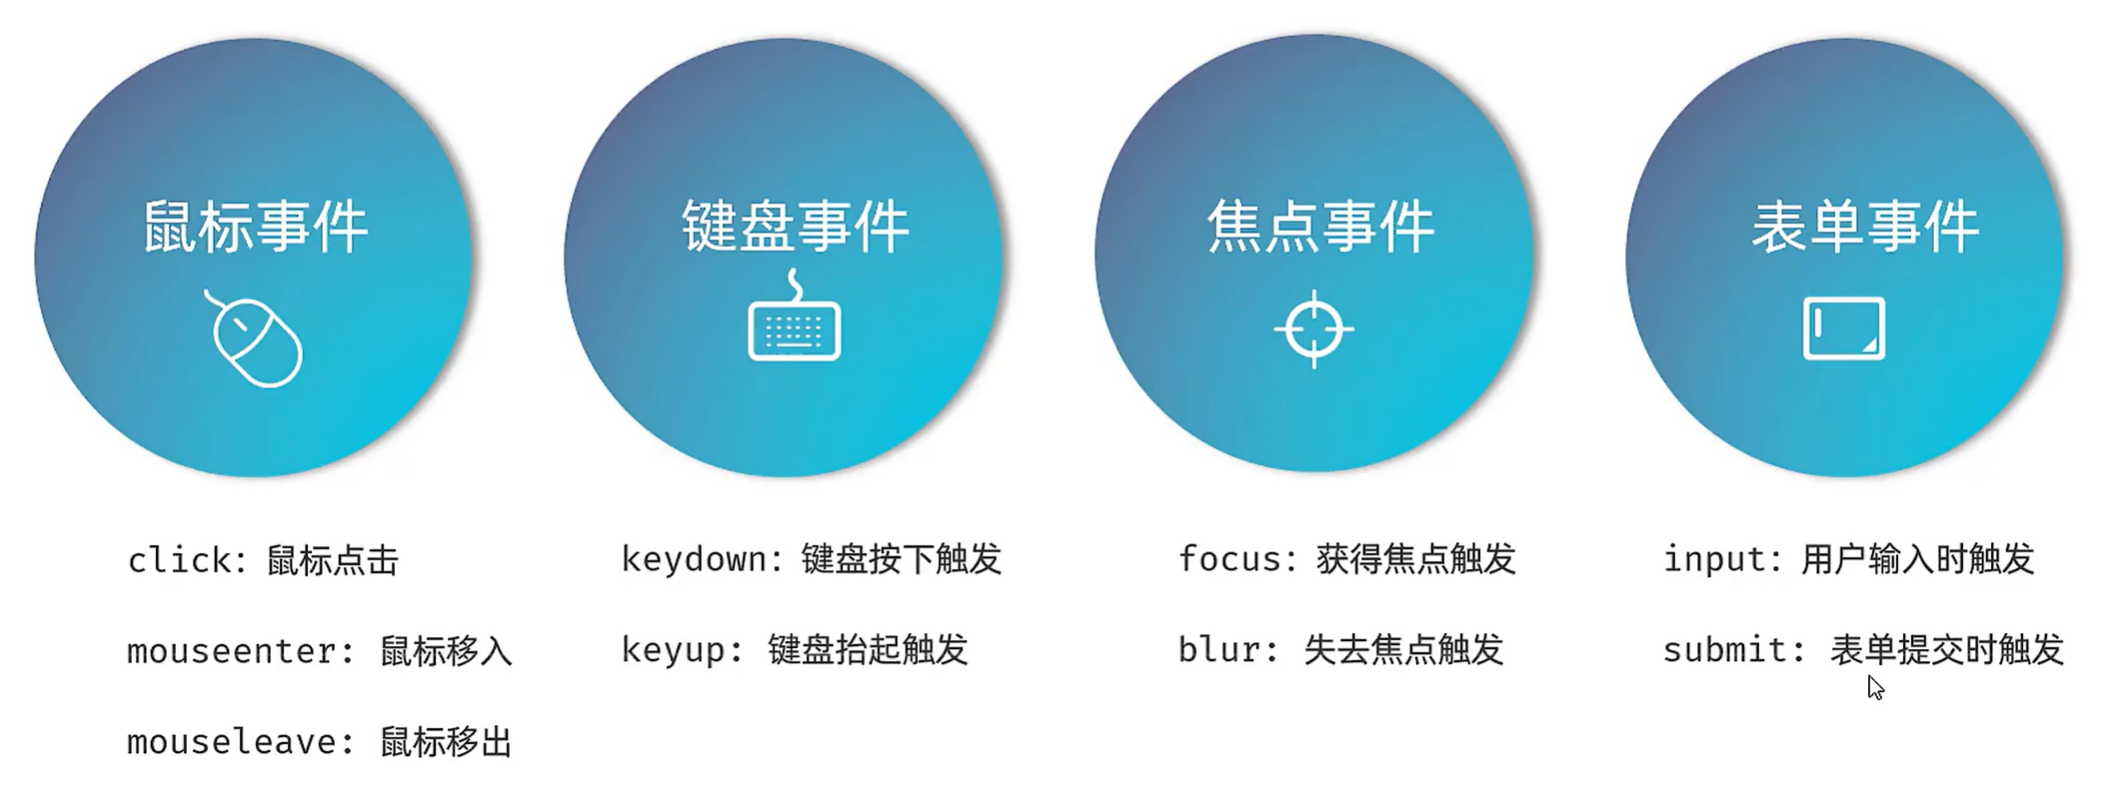 鼠标事件
键盘事件
焦点事件
表单事件
click：鼠标点击
mouseenter: 鼠标移入
mouseleave: 鼠标移出
keydown：键盘按下触发
keyup: 键盘抬起触发
focus：获得焦点触发
blur: 失去焦点触发
input：用户输入时触发
submit: 表单提交时触发